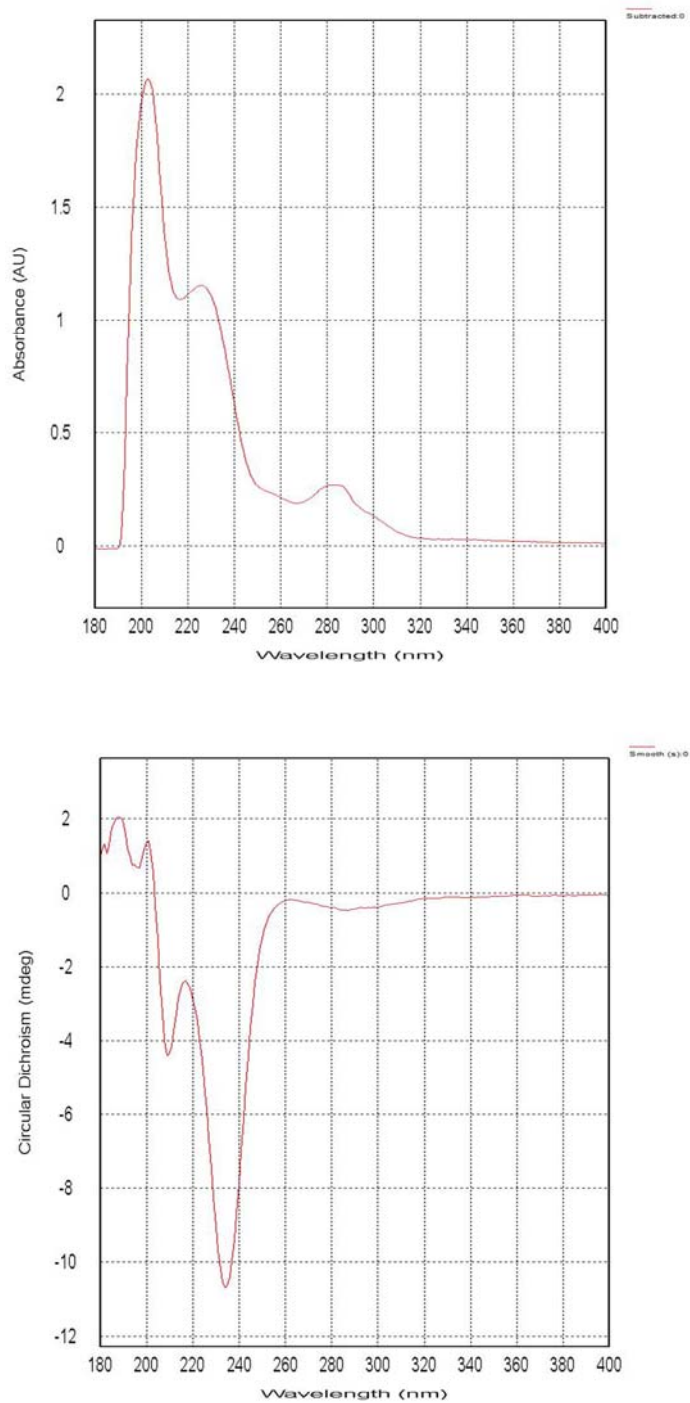 Subtracted:0
2
1.5
1
0.5
0
Absorbance (AU)
180 200 220 240 260 280 300 320 340 360 380 400
Wavelength (nm)
Smooth (s):0
2
0
-2
-4
-6
-8
-10
-12
Circular Dichroism (mdeg)
180 200 220 240 260 280 300 320 340 360 380 400
Wavelength (nm)